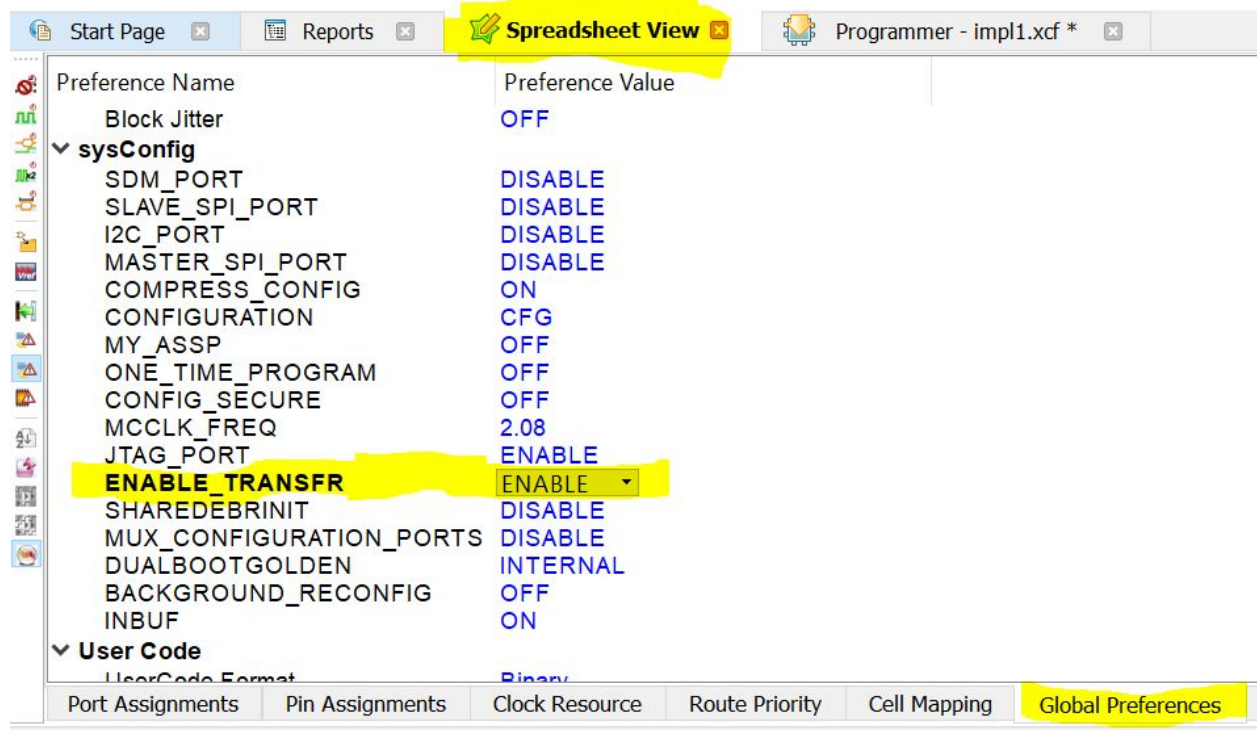 Start Page Reports Spreadsheet View Programmer - impl1.xcf *
Preference Name Preference Value
Block Jitter OFF
sysConfig
SDM_PORT DISABLE
SLAVE_SPI_PORT DISABLE
I2C_PORT DISABLE
MASTER_SPI_PORT DISABLE
COMPRESS_CONFIG ON
CONFIGURATION CFG
MY_ASSP OFF
ONE_TIME_PROGRAM OFF
CONFIG_SECURE OFF
MCCLK_FREQ 2.08
JTAG_PORT ENABLE
ENABLE_TRANSFR ENABLE
SHAREDEBRINIT DISABLE
MUX_CONFIGURATION_PORTS DISABLE
DUALBOOTGOLDEN INTERNAL
BACKGROUND_RECONFIG OFF
INBUF ON
User Code
UserCode Format Binary
Port Assignments Pin Assignments Clock Resource Route Priority Cell Mapping Global Preferences